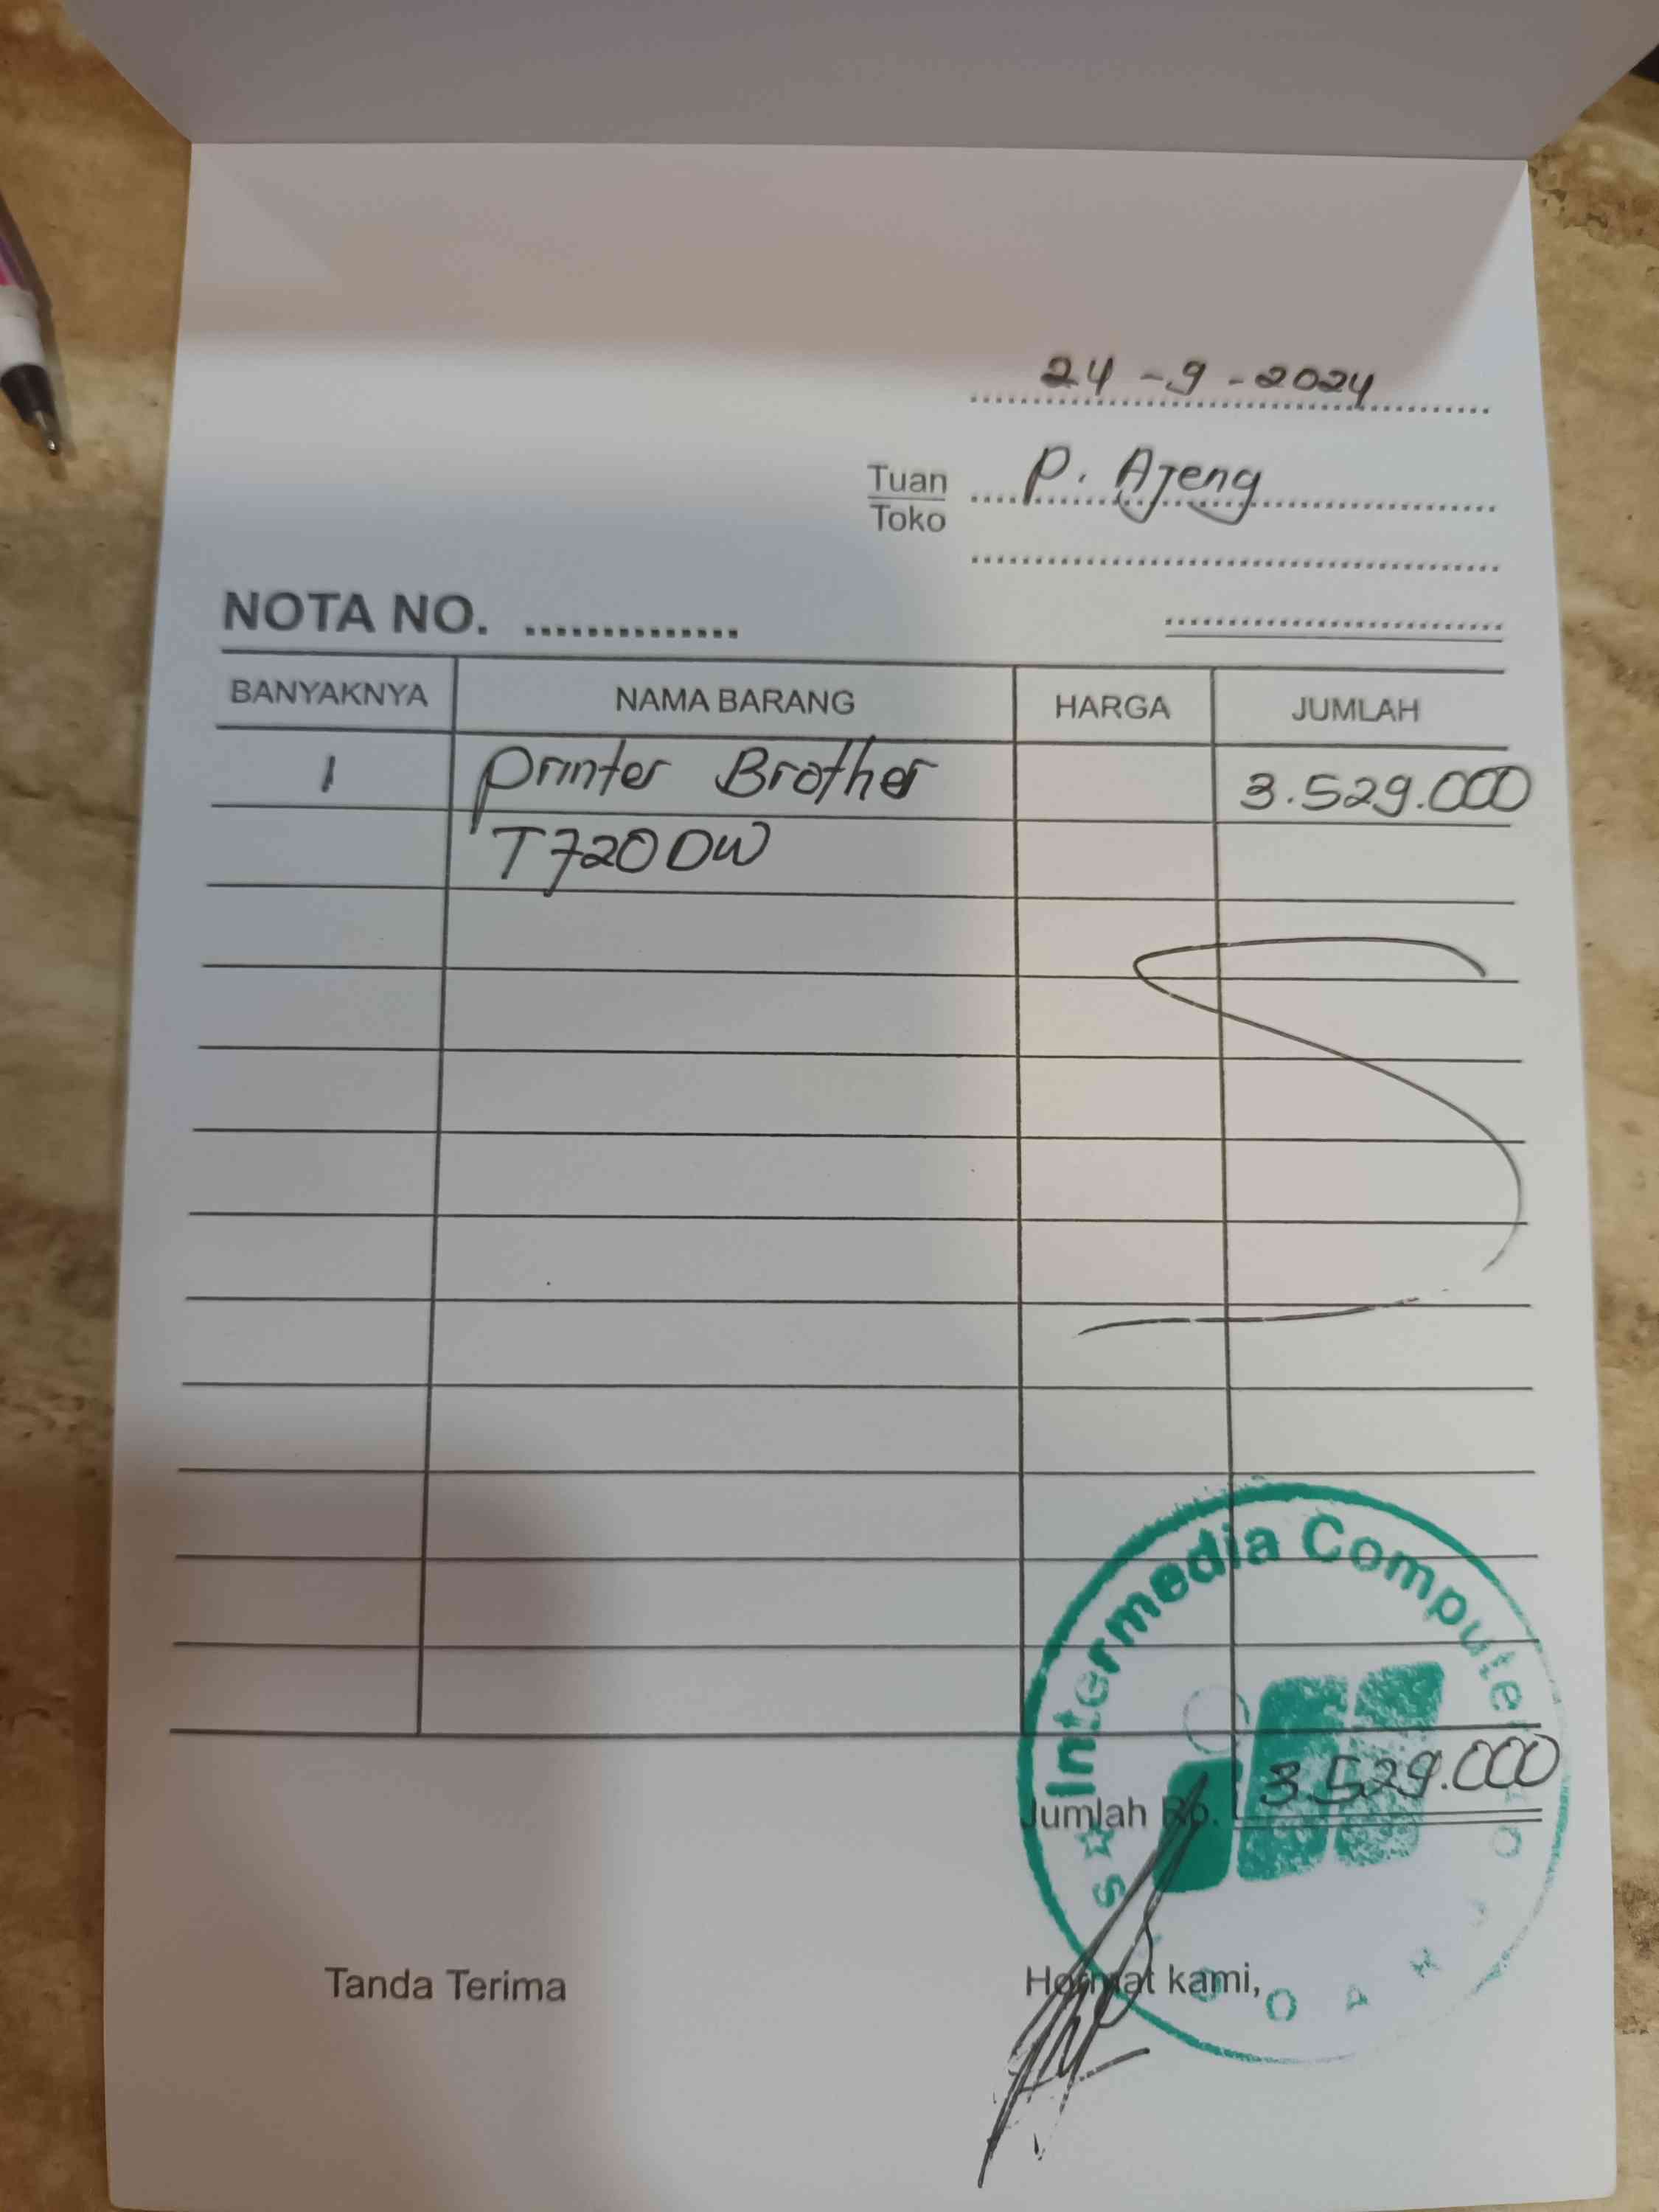 24-9-2024
Tuan P. Ajeng
Toko
NOTA NO. ..............
BANYAKNYA NAMA BARANG HARGA JUMLAH
1 Printer Brother 3.529.000
T720DW
Intermedia Computer
Jumlah Rp. 3.529.000
Tanda Terima Hormat kami,